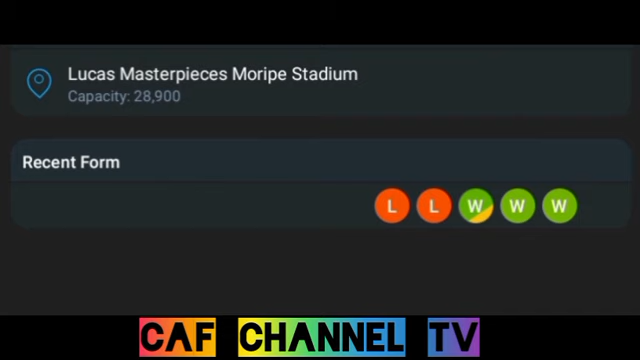 Lucas Masterpieces Moripe Stadium
Capacity: 28,900
Recent Form
L L W W W
CAF CHANNEL TV